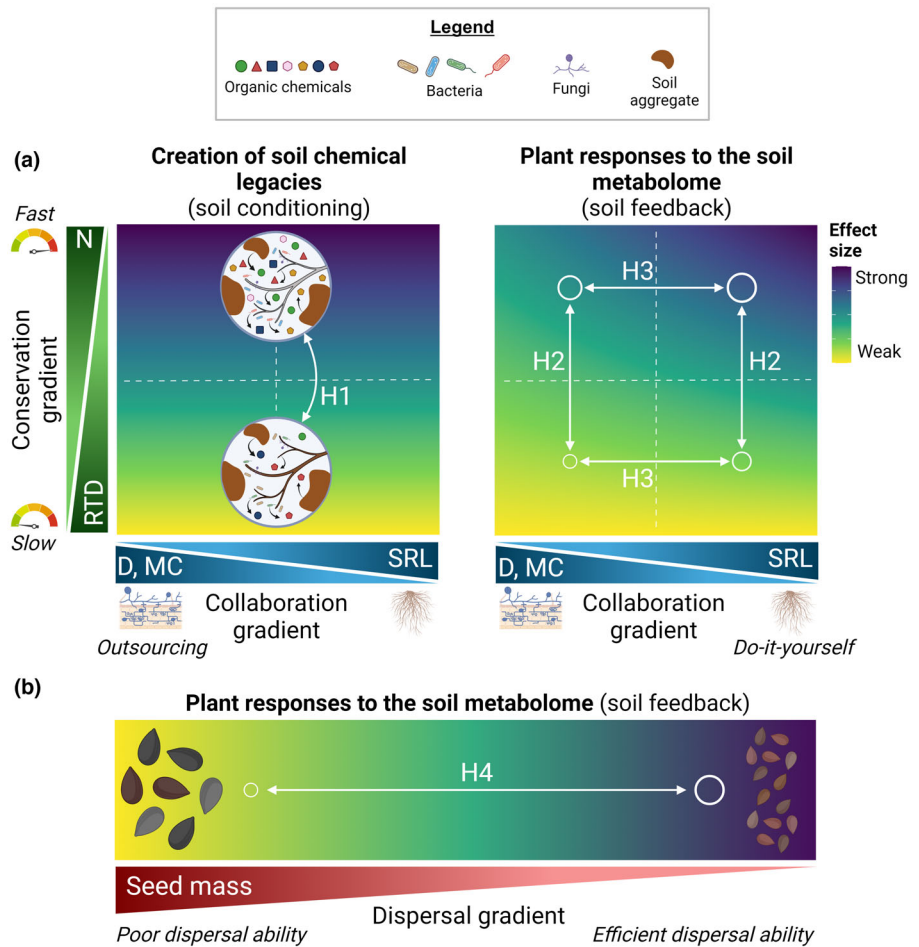 Legend
Organic chemicals
Bacteria
Fungi
Soil
aggregate
(a)
Creation of soil chemical
legacies
(soil conditioning)
Plant responses to the soil
metabolome
(soil feedback)
Fast
N
Conservation
gradient
RTD
Slow
H1
D, MC
SRL
Collaboration
gradient
Outsourcing
H3
H2
H2
H3
D, MC
SRL
Collaboration
gradient
Do-it-yourself
Effect
size
Strong
Weak
(b)
Plant responses to the soil metabolome (soil feedback)
H4
Seed mass
Dispersal gradient
Poor dispersal ability
Efficient dispersal ability